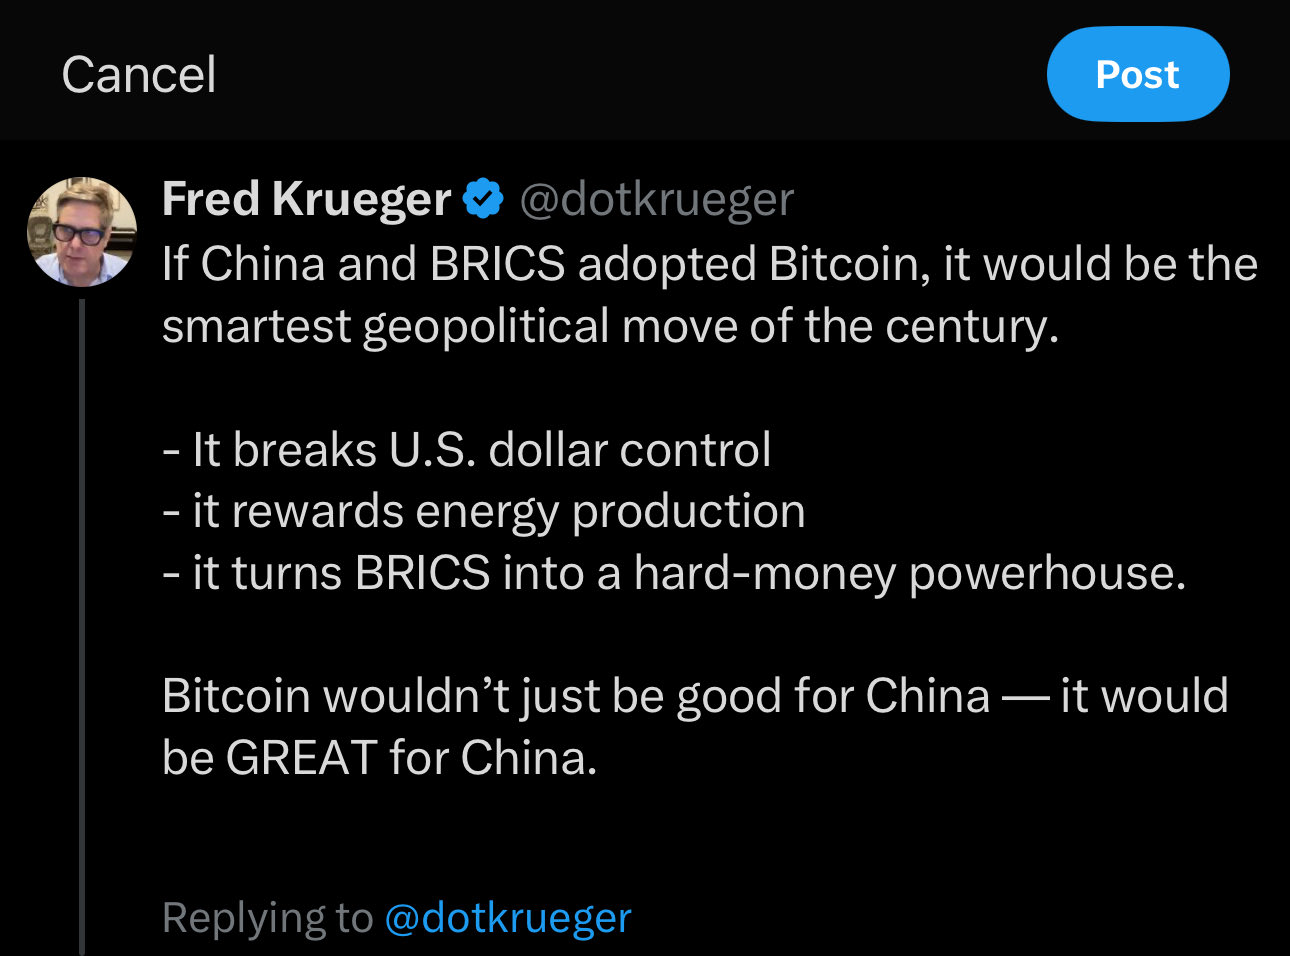 Cancel
Post
Fred Krueger @dotkrueger
If China and BRICS adopted Bitcoin, it would be the
smartest geopolitical move of the century.
- It breaks U.S. dollar control
- it rewards energy production
- it turns BRICS into a hard-money powerhouse.
Bitcoin wouldn’t just be good for China — it would
be GREAT for China.
Replying to @dotkrueger